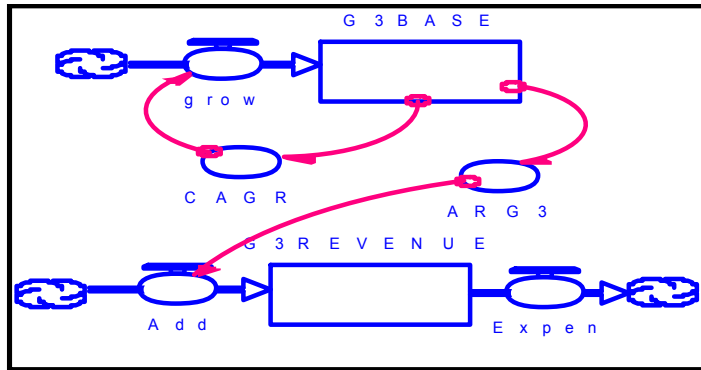 G3BASE
grow
CAGR
ARG3
G3REVENUE
Add
Expen